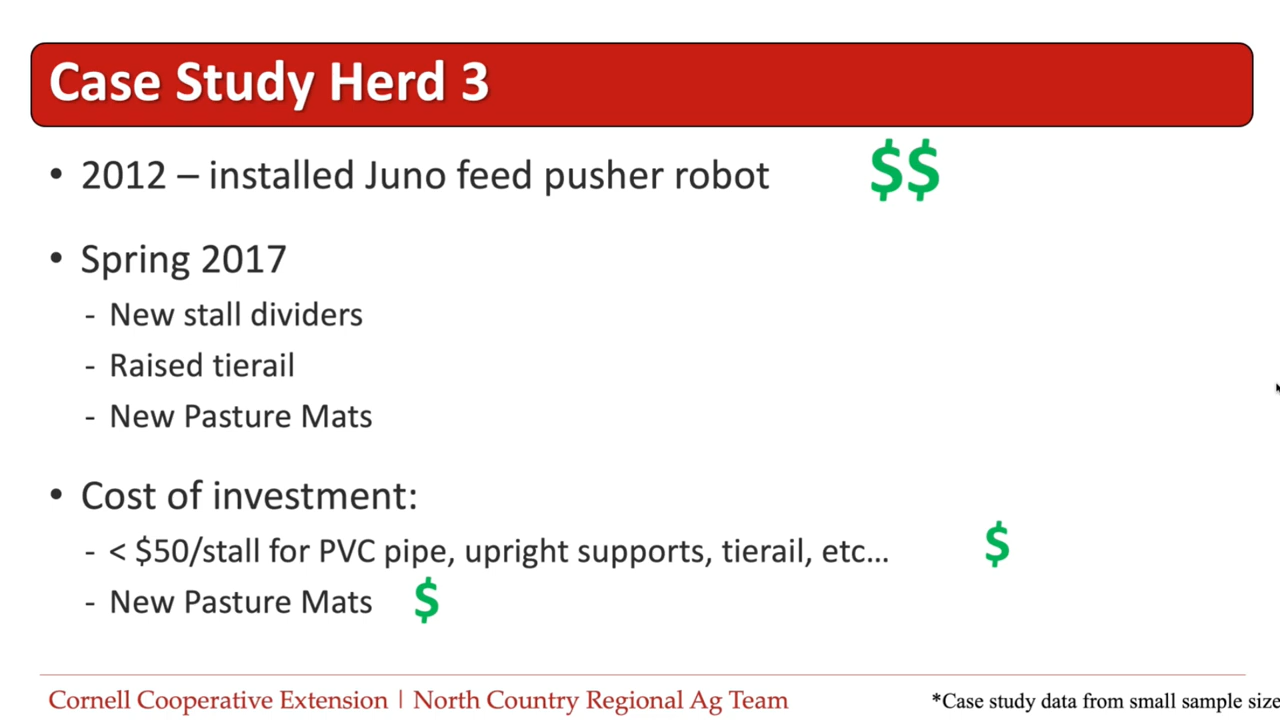 Case Study Herd 3
• 2012 – installed Juno feed pusher robot $$
• Spring 2017
- New stall dividers
- Raised tierail
- New Pasture Mats
• Cost of investment:
- < $50/stall for PVC pipe, upright supports, tierail, etc… $
- New Pasture Mats $
Cornell Cooperative Extension | North Country Regional Ag Team
*Case study data from small sample size